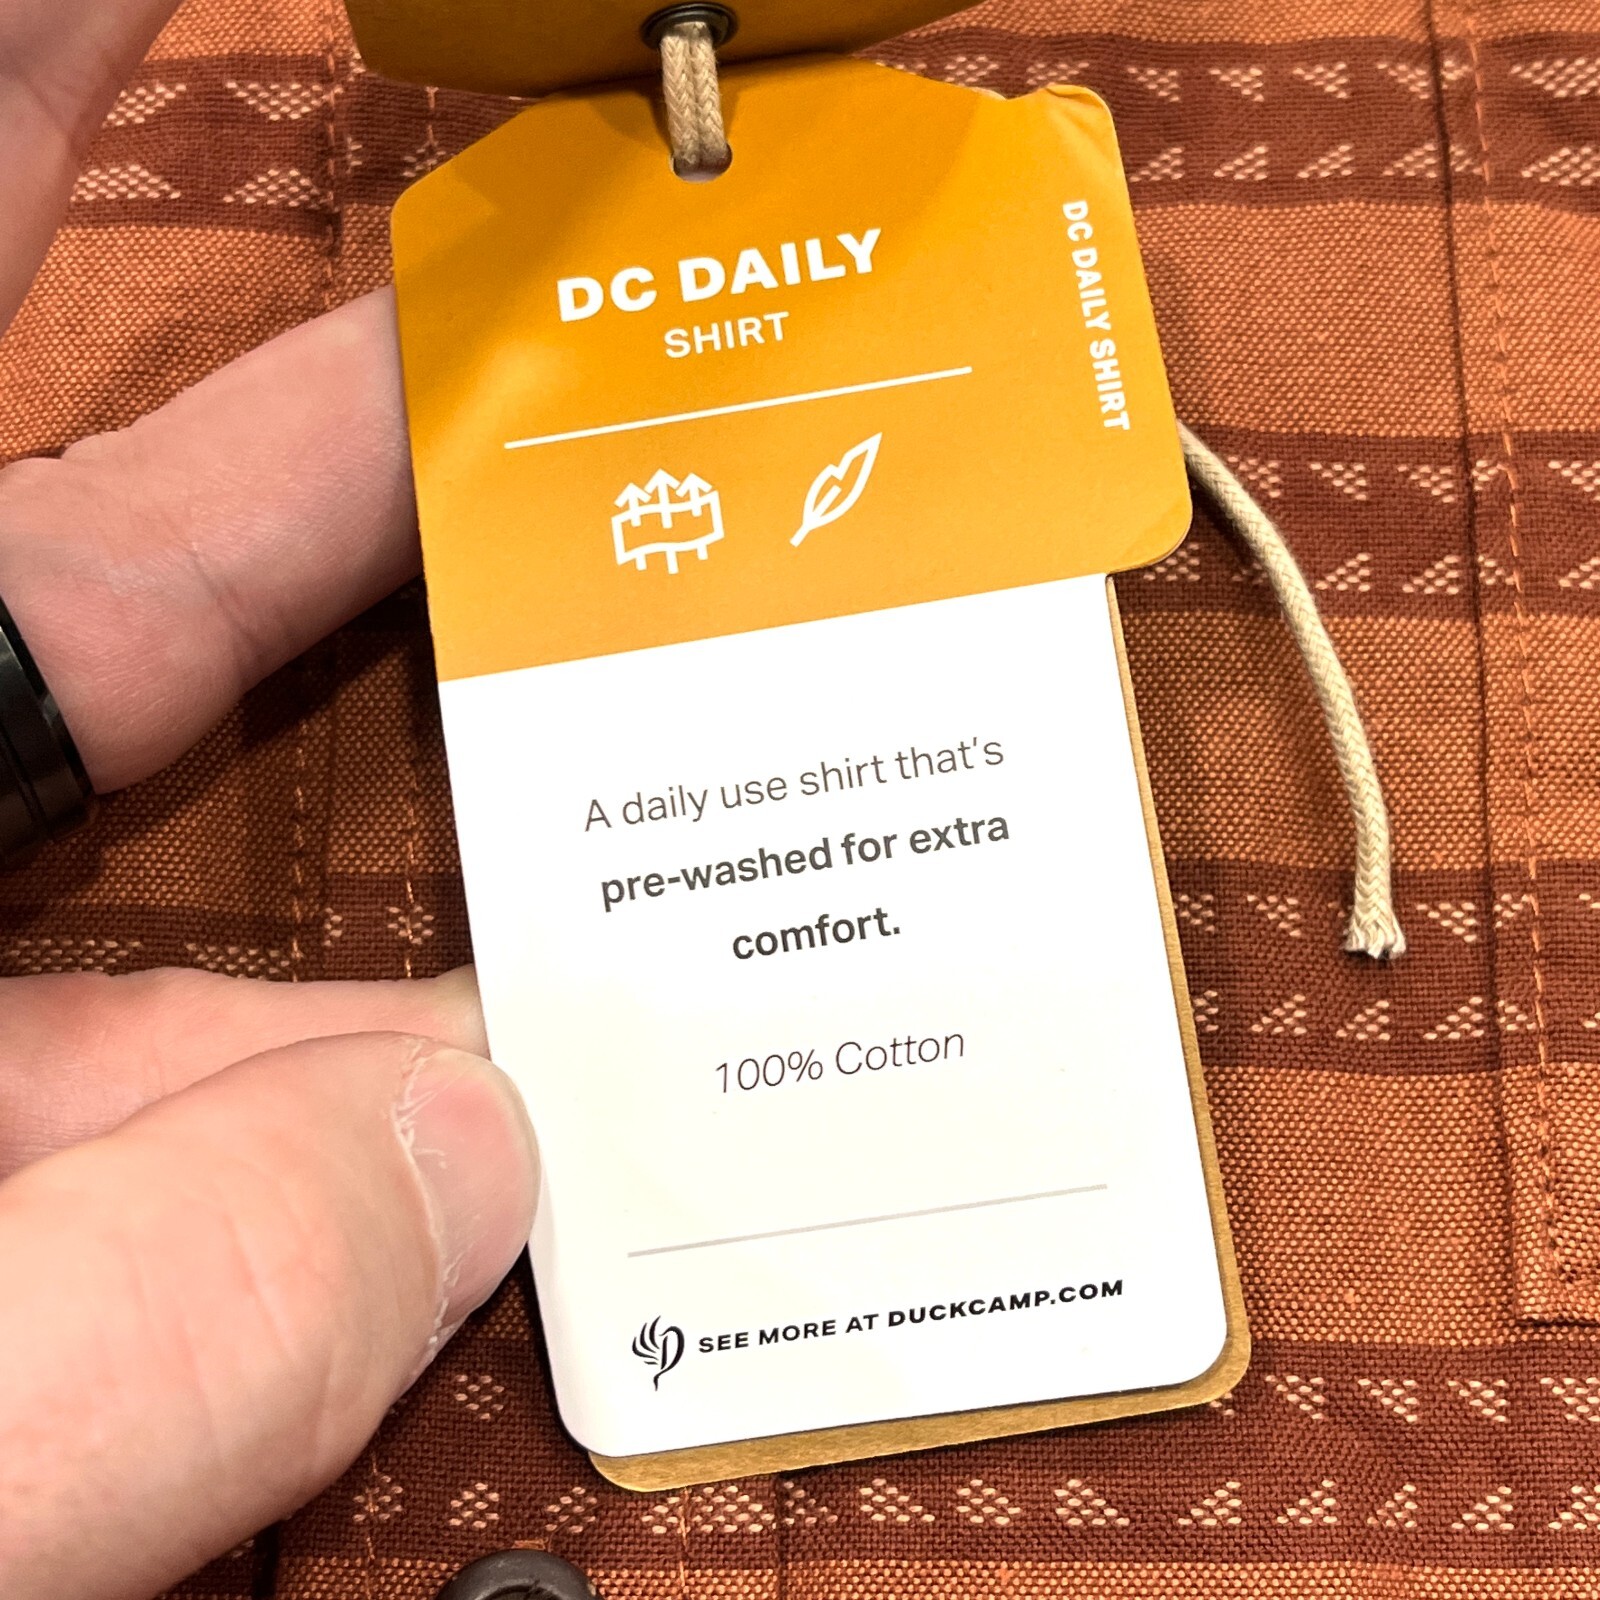 DC DAILY
SHIRT
DC DAILY SHIRT
A daily use shirt that's
pre-washed for extra
comfort.
100% Cotton
SEE MORE AT DUCKCAMP.COM